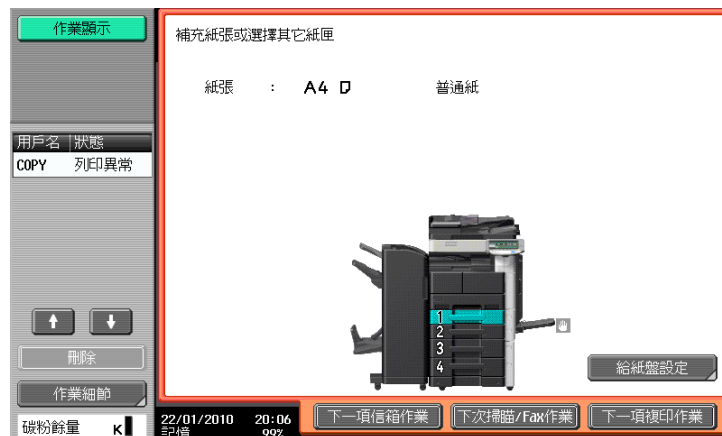 作業顯示
補充紙張或選擇其它紙匣
紙張 : A4 普通紙
用戶名 狀態
COPY 列印異常
1
2
3
4
刪除
作業細節
給紙盤設定
碳粉餘量 K
22/01/2010 20:06
記憶 99%
下一項信箱作業
下次掃瞄/Fax作業
下一項複印作業